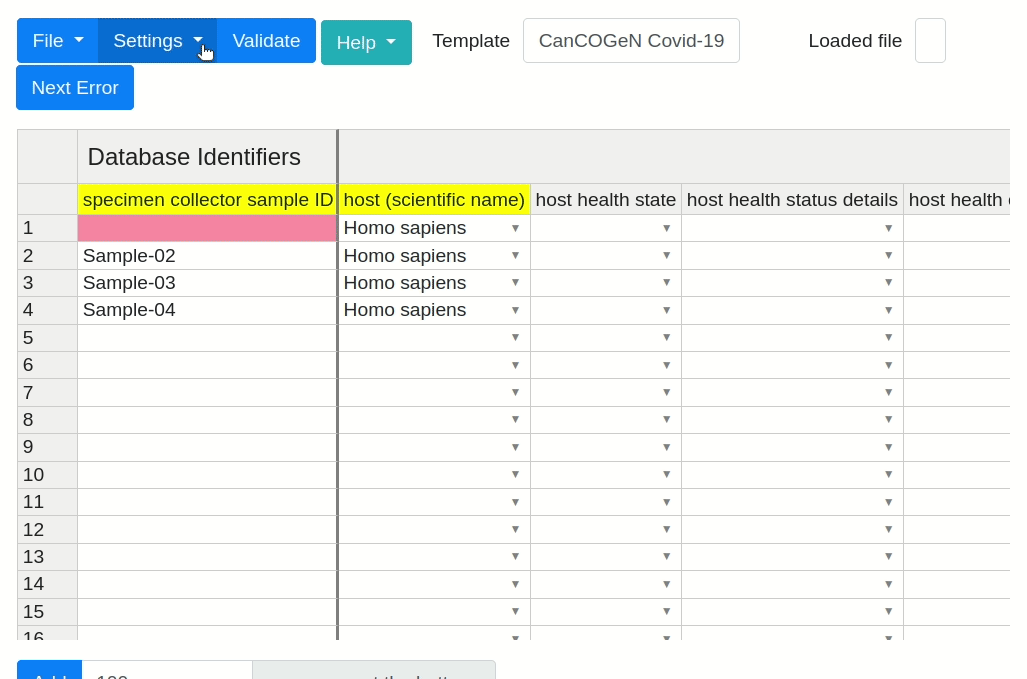 File Settings Validate Help Template CanCOGeN Covid-19 Loaded file
Next Error
Database Identifiers
specimen collector sample ID host (scientific name) host health state host health status details host health
1 Homo sapiens
2 Sample-02 Homo sapiens
3 Sample-03 Homo sapiens
4 Sample-04 Homo sapiens
5
6
7
8
9
10
11
12
13
14
15
16
Add 100